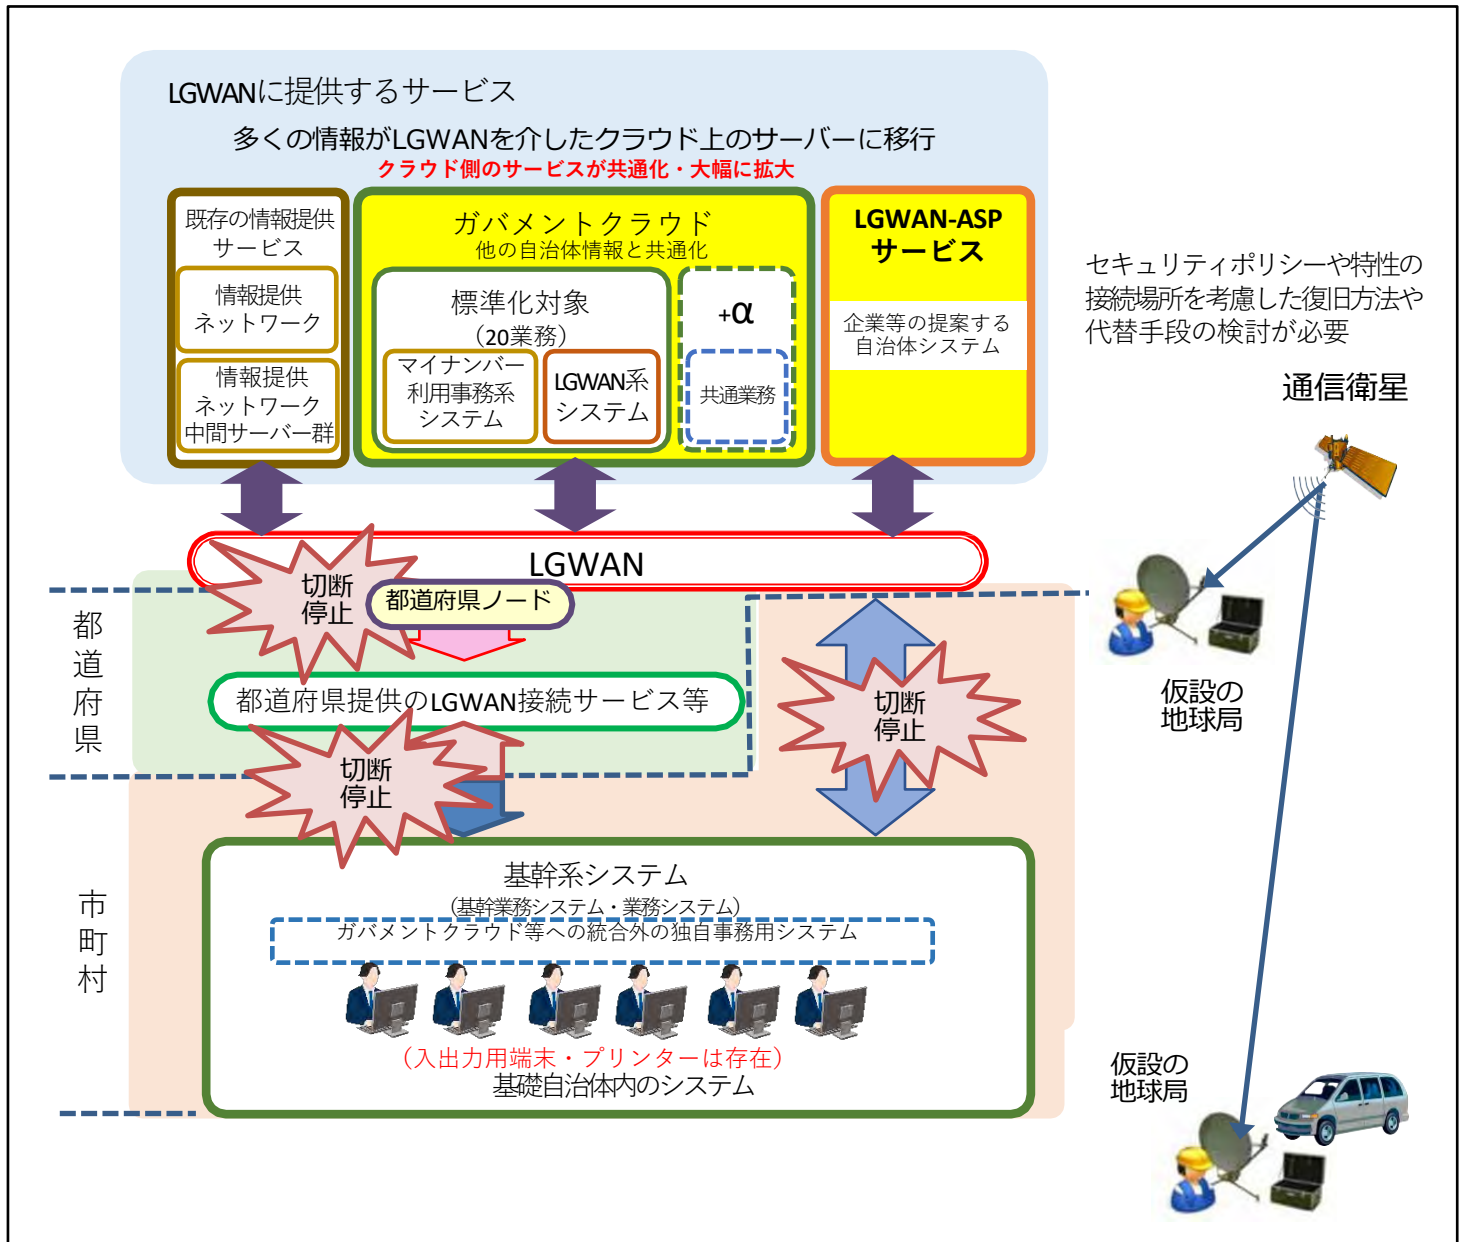 LGWANに提供するサービス
多くの情報がLGWANを介したクラウド上のサーバーに移行
クラウド側のサービスが共通化・大幅に拡大
既存の情報提供
サービス
情報提供
ネットワーク
情報提供
ネットワーク
中間サーバー群
ガバメントクラウド
他の自治体情報と共通化
標準化対象
（20業務）
マイナンバー
利用事務系
システム
LGWAN系
システム
+α
共通業務
LGWAN-ASP
サービス
企業等の提案する
自治体システム
セキュリティポリシーや特性の
接続場所を考慮した復旧方法や
代替手段の検討が必要
通信衛星
LGWAN
切断
停止
都道府県ノード
都道府県
都道府県提供のLGWAN接続サービス等
切断
停止
切断
停止
仮設の
地球局
市町村
基幹系システム
（基幹業務システム・業務システム）
ガバメントクラウド等への統合外の独自事務用システム
（入出力用端末・プリンターは存在）
基礎自治体内のシステム
仮設の
地球局